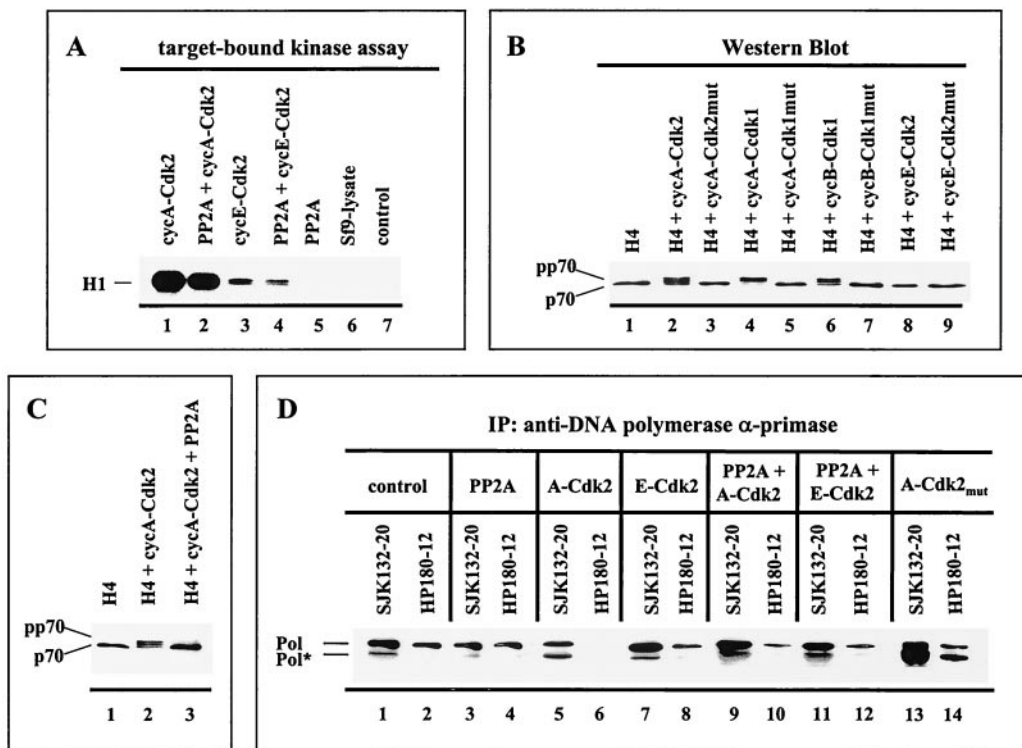 A
target-bound kinase assay
cycA-Cdk2
PP2A + cycA-Cdk2
cycE-Cdk2
PP2A + cycE-Cdk2
PP2A
Sf9-lysate
control
H1
1 2 3 4 5 6 7
B
Western Blot
H4
H4 + cycA-Cdk2
H4 + cycA-Cdk2mut
H4 + cycA-Ccdk1
H4 + cycA-Cdk1mut
H4 + cycB-Cdk1
H4 + cycB-Cdk1mut
H4 + cycE-Cdk2
H4 + cycE-Cdk2mut
pp70
p70
1 2 3 4 5 6 7 8 9
C
H4
H4 + cycA-Cdk2
H4 + cycA-Cdk2 + PP2A
pp70
p70
1 2 3
D
IP: anti-DNA polymerase α-primase
control
PP2A
A-Cdk2
E-Cdk2
PP2A +
A-Cdk2
PP2A +
E-Cdk2
A-Cdk2mut
SJK132-20
HP180-12
SJK132-20
HP180-12
SJK132-20
HP180-12
SJK132-20
HP180-12
SJK132-20
HP180-12
SJK132-20
HP180-12
SJK132-20
HP180-12
Pol
Pol*
1 2 3 4 5 6 7 8 9 10 11 12 13 14